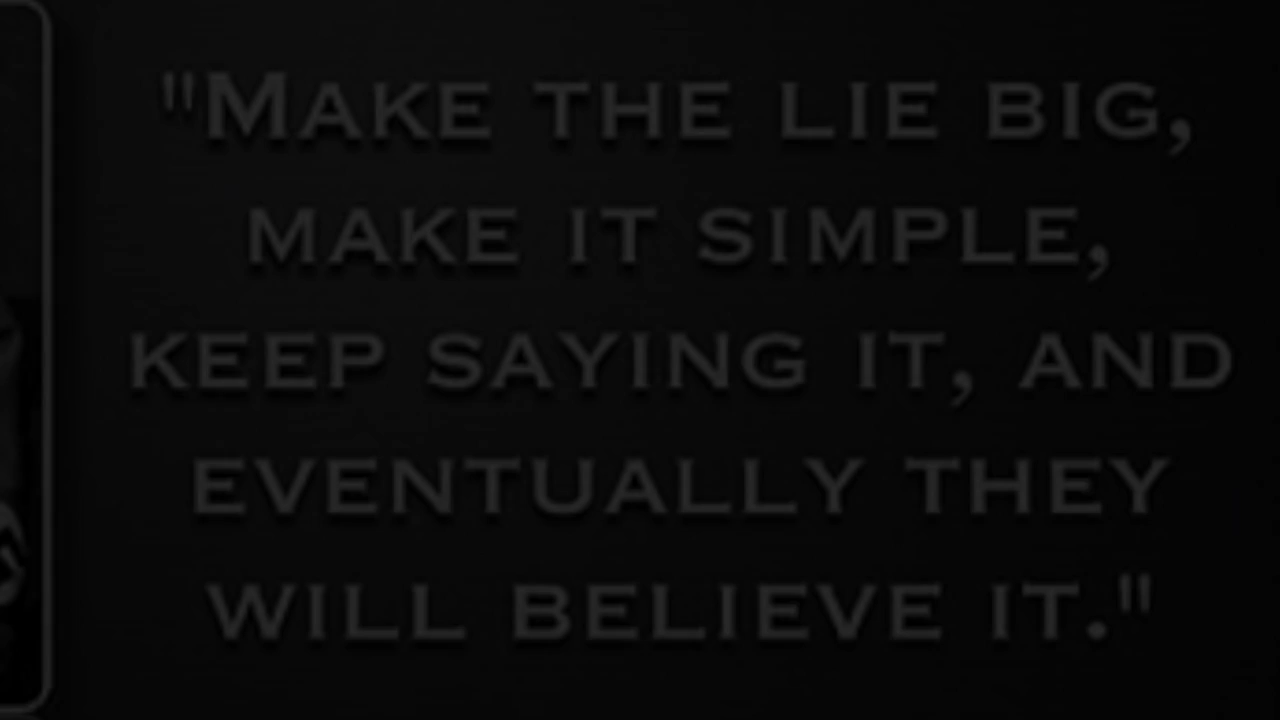 "MAKE THE LIE BIG,
MAKE IT SIMPLE,
KEEP SAYING IT, AND
EVENTUALLY THEY
WILL BELIEVE IT."